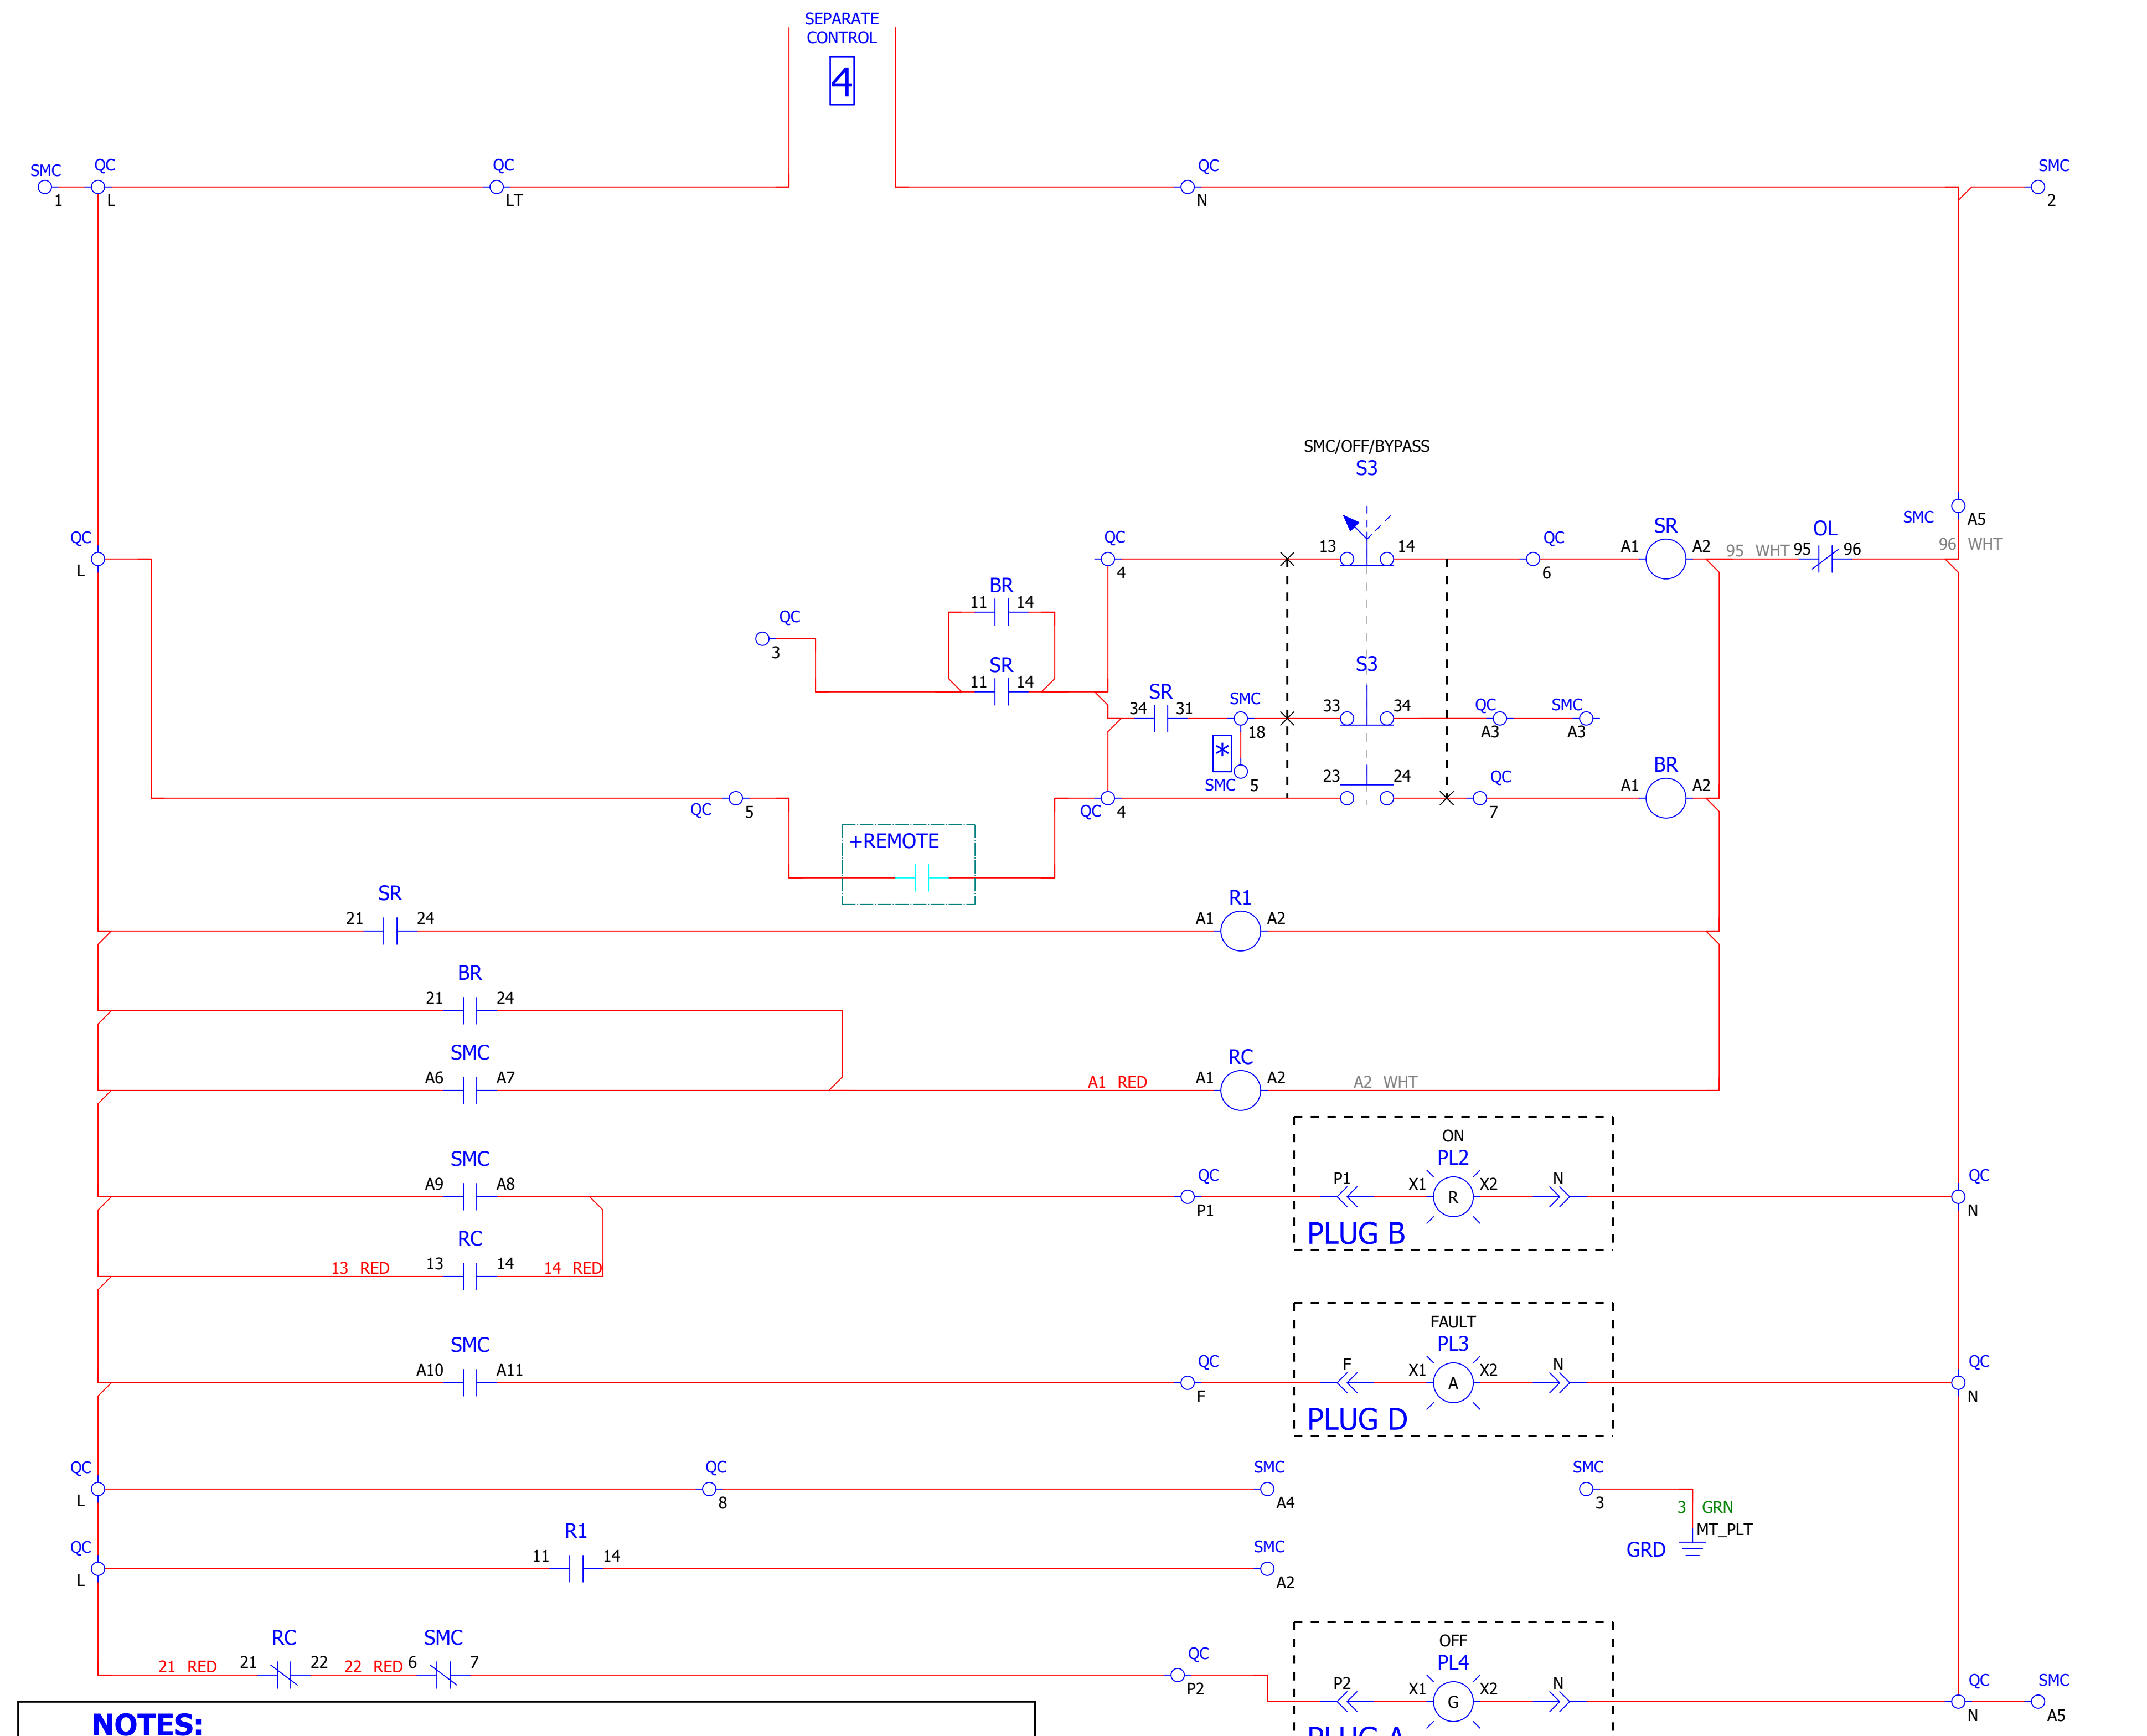 SEPARATE
CONTROL
4
SMC QC QC QC SMC
1 L LT N 2
SMC/OFF/BYPASS
S3
SMC A5
QC QC 13 14 QC SR OL
L 4 6 A1 A2 95 WHT 95 96 96 WHT
BR
11 14
QC
3
SR
11 14
S3
SR SMC QC SMC
34 31 18 33 34 A3 A3
*
SMC 5
QC 5 QC 4 23 24 QC 7 BR A1 A2
+REMOTE
SR R1
21 24 A1 A2
BR
21 24
SMC RC
A6 A7 A1 RED A1 A2 A2 WHT
ON
SMC QC PL2 QC
A9 A8 P1 P1 X1 R X2 N N
PLUG B
RC
13 RED 13 14 14 RED
FAULT
SMC QC PL3 QC
A10 A11 F F X1 A X2 N N
PLUG D
QC QC SMC SMC
L 8 A4 3
3 GRN
MT_PLT
GRD
QC R1 SMC
L 11 14 A2
OFF
RC SMC QC PL4 QC SMC
21 RED 21 22 22 RED 6 7 P2 P2 X1 G X2 N N A5
PLUG A
NOTES: